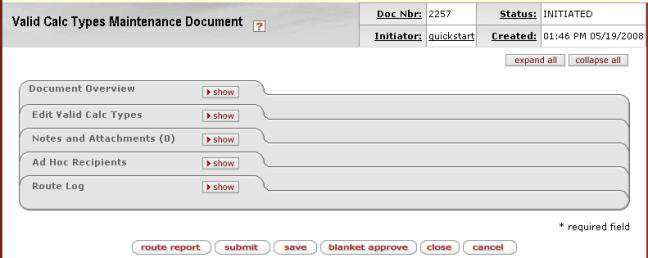 Valid Calc Types Maintenance Document ?
Doc Nbr: 2257 Status: INITIATED
Initiator: quickstart Created: 01:46 PM 05/19/2008
expand all collapse all
Document Overview show
Edit Valid Calc Types show
Notes and Attachments (0) show
Ad Hoc Recipients show
Route Log show
* required field
route report submit save blanket approve close cancel